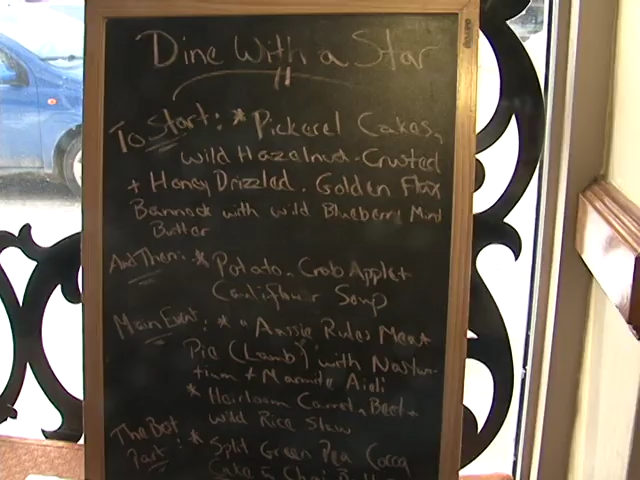 Dine With a Star
To Start: * Pickerel Cakes,
Wild Hazelnut-Crusted
+ Honey Drizzled. Golden Flax
Bannock with wild Blueberry Mint
Butter
And Then: * Potato, Crab Apple +
Cauliflower Soup
Main Event: * "Aussie Rules Meat
Pie (Lamb)" with Nastur-
tium + Marmite Aioli
* Heirloom Carrot, Beet +
Wild Rice Slaw
The Best
Part: * Split Green Pea Cocoa
Cake & Chai